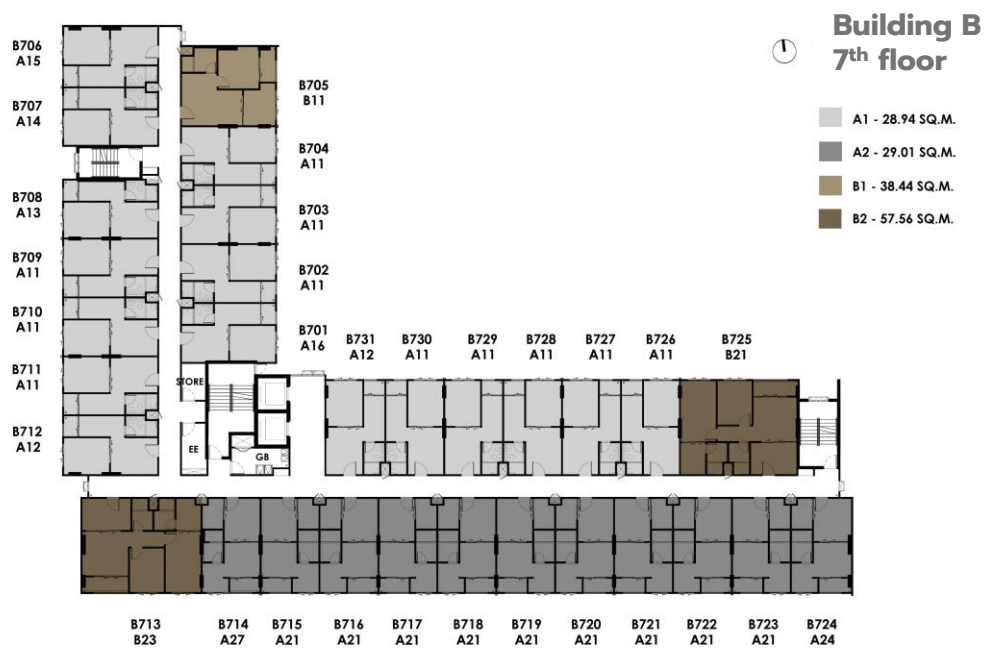 Building B
7th floor
A1 - 28.94 SQ.M.
A2 - 29.01 SQ.M.
B1 - 38.44 SQ.M.
B2 - 57.56 SQ.M.
B706
A15
B707
A14
B708
A13
B709
A11
B710
A11
B711
A11
B712
A12
B705
B11
B704
A11
B703
A11
B702
A11
B701
A16
B731
A12
B730
A11
B729
A11
B728
A11
B727
A11
B726
A11
B725
B21
STORE
EE
GB
B713
B23
B714
A27
B715
A21
B716
A21
B717
A21
B718
A21
B719
A21
B720
A21
B721
A21
B722
A21
B723
A21
B724
A24